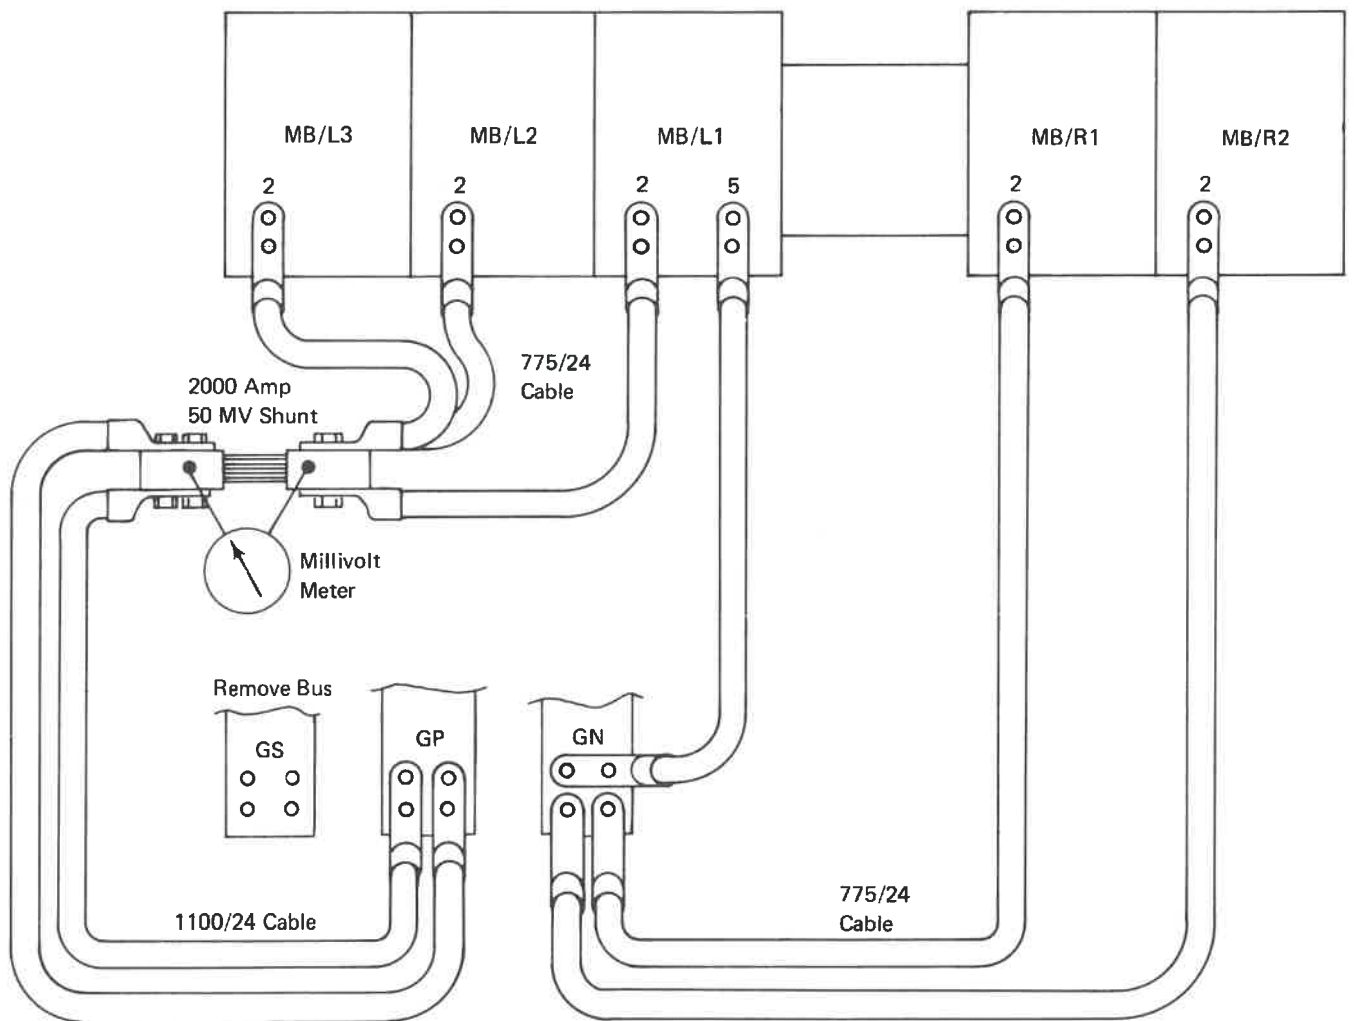 MB/L3
MB/L2
MB/L1
MB/R1
MB/R2
2
2
2
5
2
2
775/24
Cable
2000 Amp
50 MV Shunt
Millivolt
Meter
Remove Bus
GS
GP
GN
1100/24 Cable
775/24
Cable